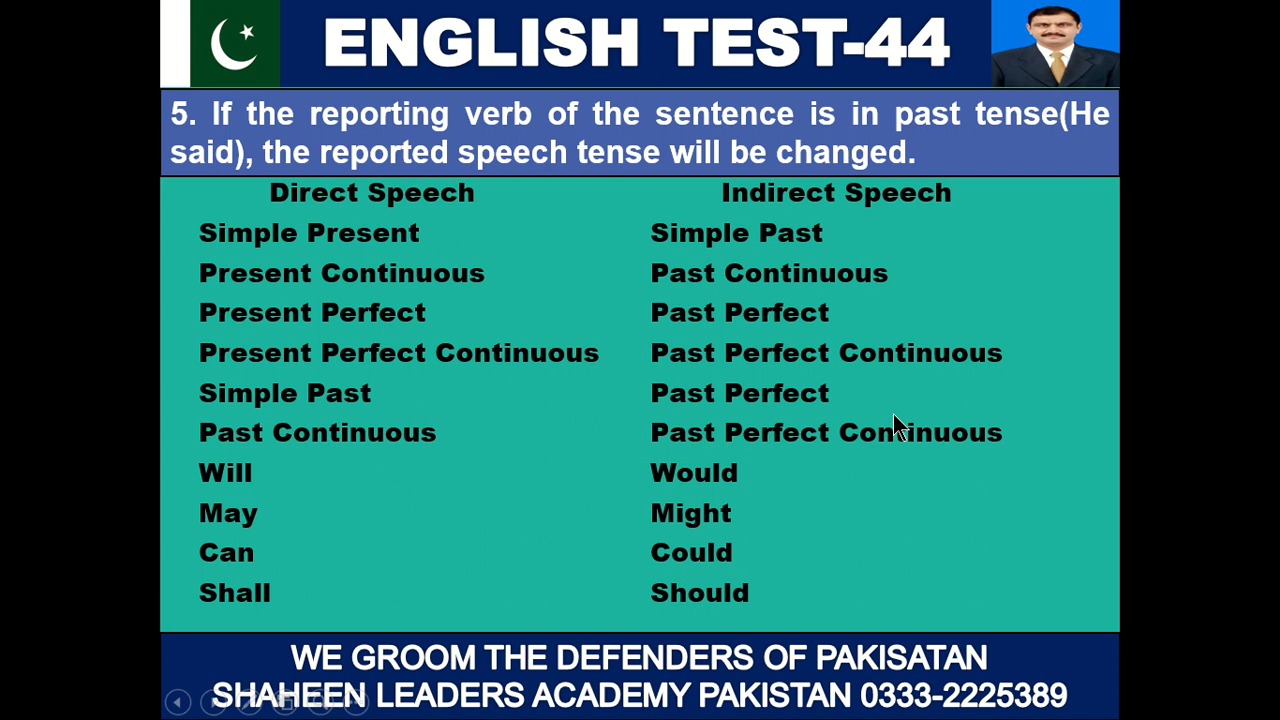 ENGLISH TEST-44
5. If the reporting verb of the sentence is in past tense(He
said), the reported speech tense will be changed.
Direct Speech Indirect Speech
Simple Present Simple Past
Present Continuous Past Continuous
Present Perfect Past Perfect
Present Perfect Continuous Past Perfect Continuous
Simple Past Past Perfect
Past Continuous Past Perfect Continuous
Will Would
May Might
Can Could
Shall Should
WE GROOM THE DEFENDERS OF PAKISATAN
SHAHEEN LEADERS ACADEMY PAKISTAN 0333-2225389